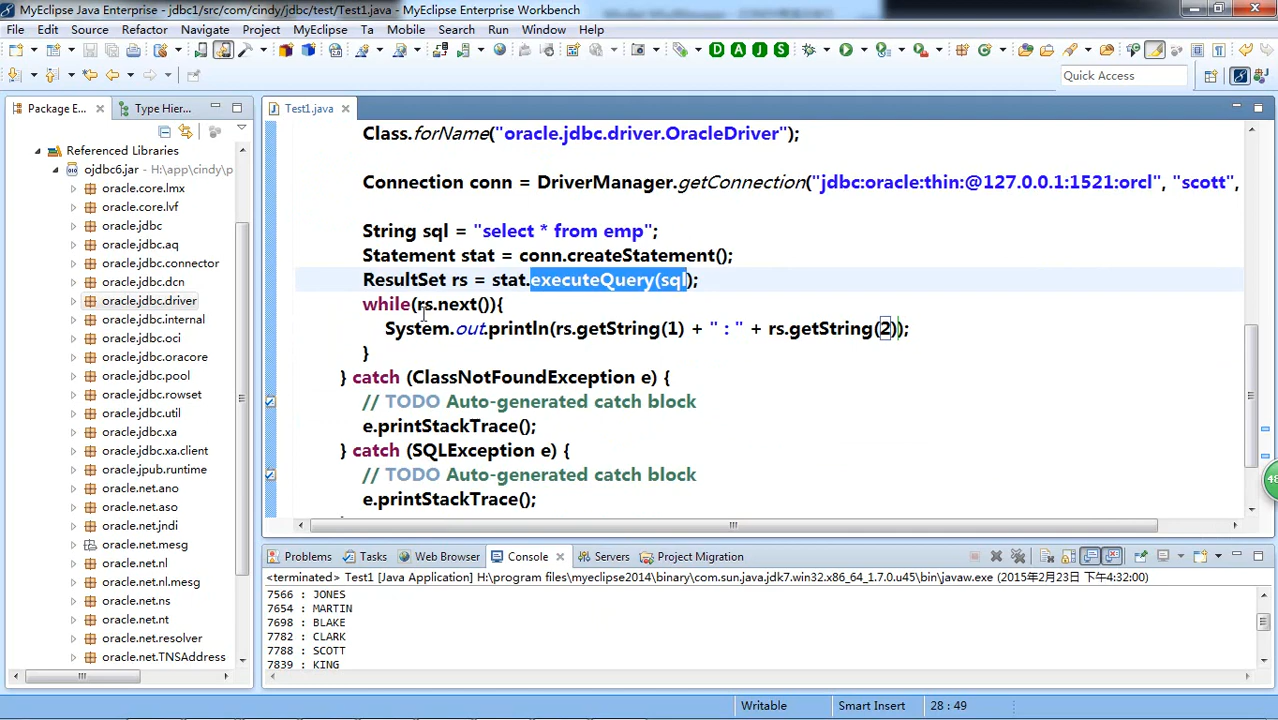 MyEclipse Java Enterprise - jdbc1/src/com/cindy/jdbc/test/Test1.java - MyEclipse Enterprise Workbench
File Edit Source Refactor Navigate Project MyEclipse Ta Mobile Search Run Window Help
Quick Access
Package E...
Type Hier...
Test1.java
Referenced Libraries
ojdbc6.jar - H:\app\cindy\p
oracle.core.lmx
oracle.core.lvf
oracle.jdbc
oracle.jdbc.aq
oracle.jdbc.connector
oracle.jdbc.dcn
oracle.jdbc.driver
oracle.jdbc.internal
oracle.jdbc.oci
oracle.jdbc.oracore
oracle.jdbc.pool
oracle.jdbc.rowset
oracle.jdbc.util
oracle.jdbc.xa
oracle.jdbc.xa.client
oracle.jpub.runtime
oracle.net.ano
oracle.net.aso
oracle.net.jndi
oracle.net.mesg
oracle.net.nl
oracle.net.nl.mesg
oracle.net.ns
oracle.net.nt
oracle.net.resolver
oracle.net.TNSAddress
Class.forName("oracle.jdbc.driver.OracleDriver");
Connection conn = DriverManager.getConnection("jdbc:oracle:thin:@127.0.0.1:1521:orcl", "scott",
String sql = "select * from emp";
Statement stat = conn.createStatement();
ResultSet rs = stat.executeQuery(sql);
while(rs.next()){
System.out.println(rs.getString(1) + " : " + rs.getString(2));
}
} catch (ClassNotFoundException e) {
// TODO Auto-generated catch block
e.printStackTrace();
} catch (SQLException e) {
// TODO Auto-generated catch block
e.printStackTrace();
48
Problems Tasks Web Browser Console Servers Project Migration
<terminated> Test1 [Java Application] H:\program files\myeclipse2014\binary\com.sun.java.jdk7.win32.x86_64_1.7.0.u45\bin\javaw.exe (2015年2月23日 下午4:32:00)
7566 : JONES
7654 : MARTIN
7698 : BLAKE
7782 : CLARK
7788 : SCOTT
7839 : KING
Writable Smart Insert 28 : 49